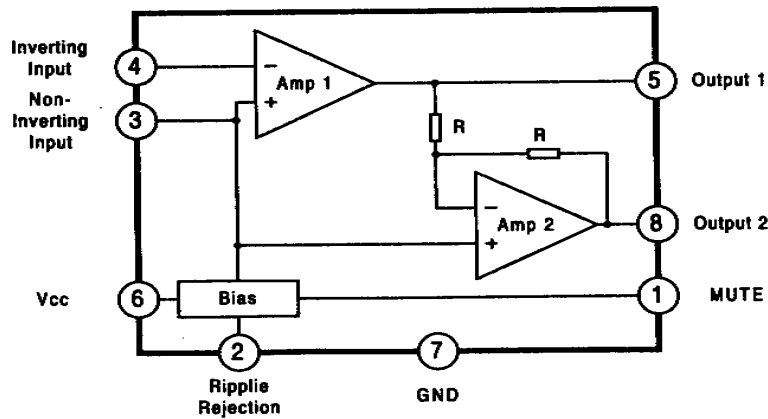 Inverting
Input
4
Non-
Inverting
Input
3
Amp 1
−
+
5
Output 1
R
R
Amp 2
−
+
8
Output 2
Vcc
6
Bias
1
MUTE
2
Ripplie
Rejection
7
GND